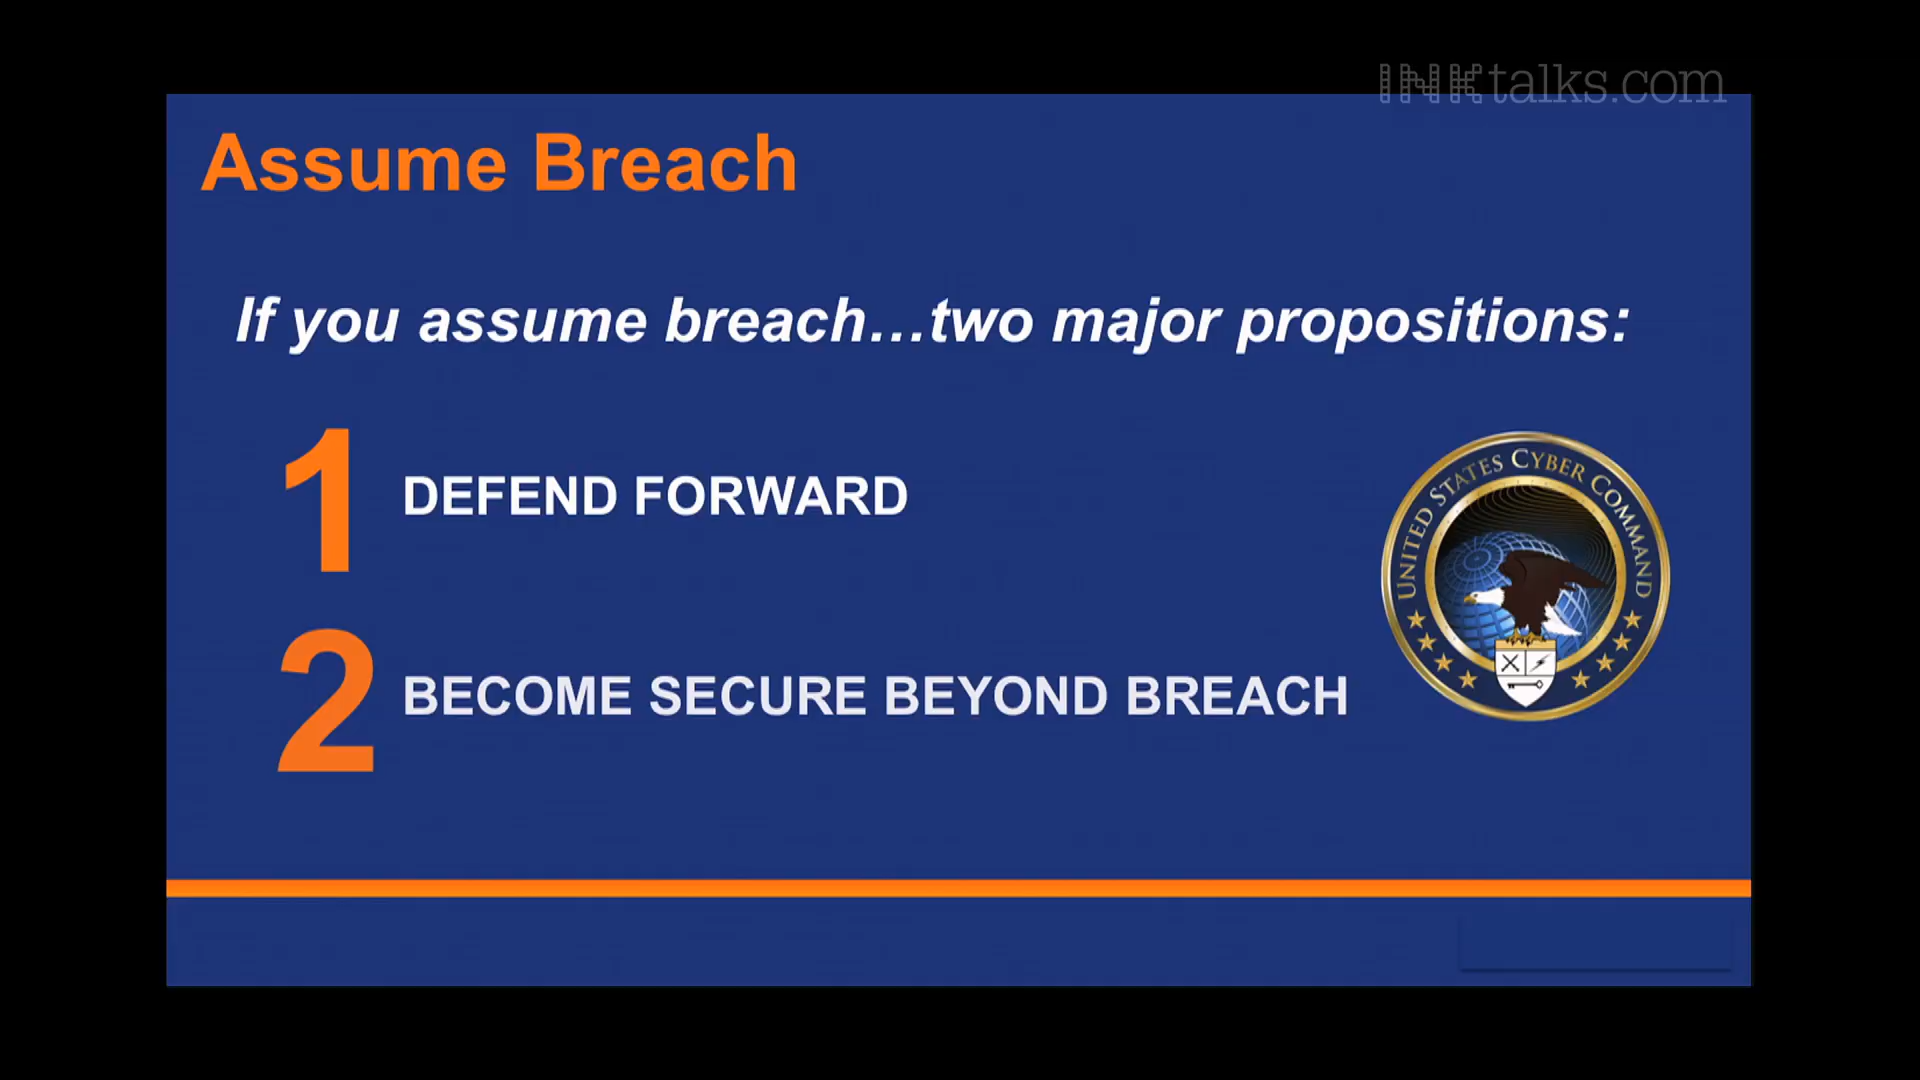 INKtalks.com
Assume Breach
If you assume breach...two major propositions:
1 DEFEND FORWARD
UNITED STATES CYBER COMMAND
2 BECOME SECURE BEYOND BREACH